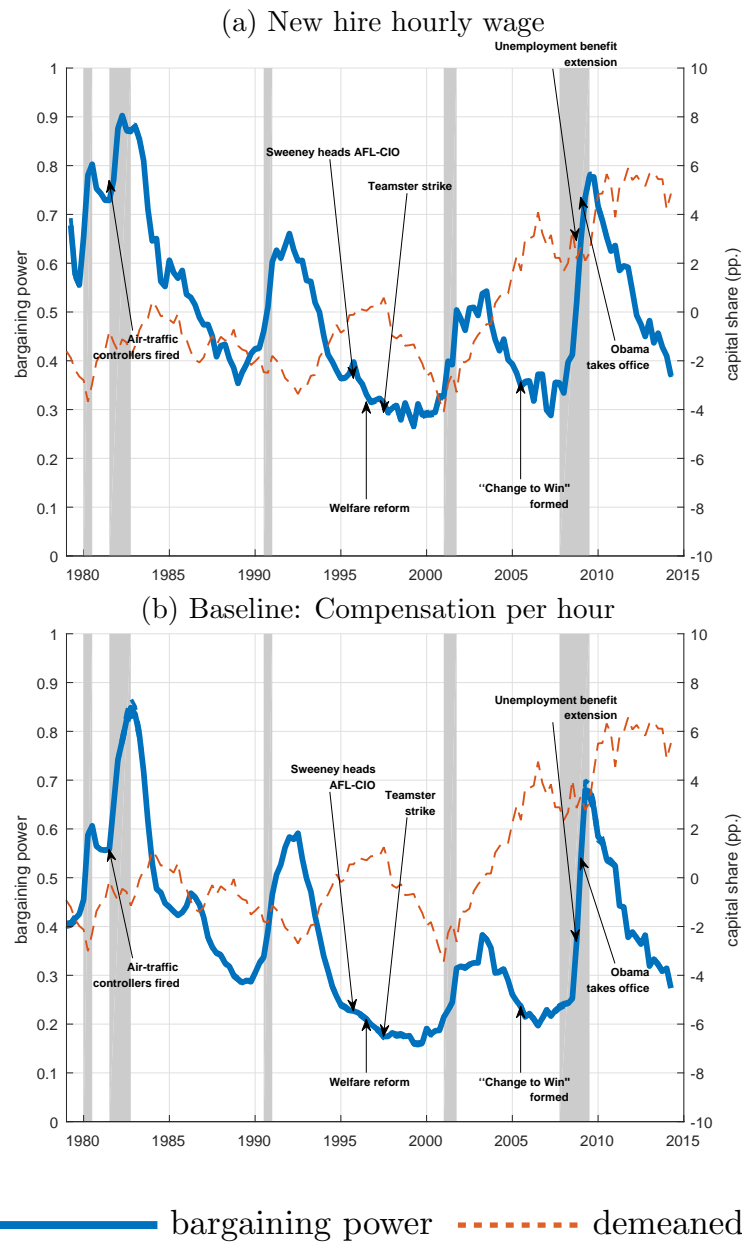 (a) New hire hourly wage
Unemployment benefit
extension
1
0.9
0.8
0.7
0.6
0.5
0.4
0.3
0.2
0.1
0
bargaining power
10
8
6
4
2
0
-2
-4
-6
-8
-10
capital share (pp.)
Sweeney heads AFL-CIO
Teamster strike
Air-traffic
controllers fired
Obama
takes office
Welfare reform
"Change to Win"
formed
1980 1985 1990 1995 2000 2005 2010 2015
(b) Baseline: Compensation per hour
1
0.9
0.8
0.7
0.6
0.5
0.4
0.3
0.2
0.1
0
bargaining power
10
8
6
4
2
0
-2
-4
-6
-8
-10
capital share (pp.)
Unemployment benefit
extension
Sweeney heads
AFL-CIO
Teamster
strike
Air-traffic
controllers fired
Obama
takes office
Welfare reform
"Change to Win"
formed
1980 1985 1990 1995 2000 2005 2010 2015
bargaining power demeaned